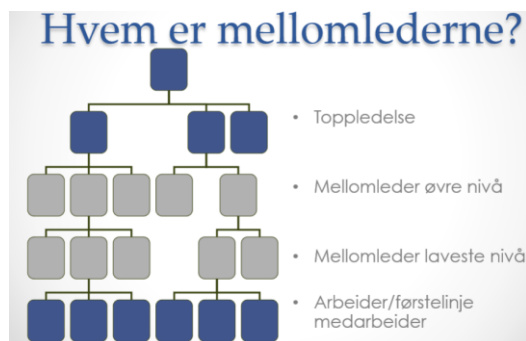 Hvem er mellomlederne?
• Toppledelse
• Mellomleder øvre nivå
• Mellomleder laveste nivå
• Arbeider/førstelinje
medarbeider